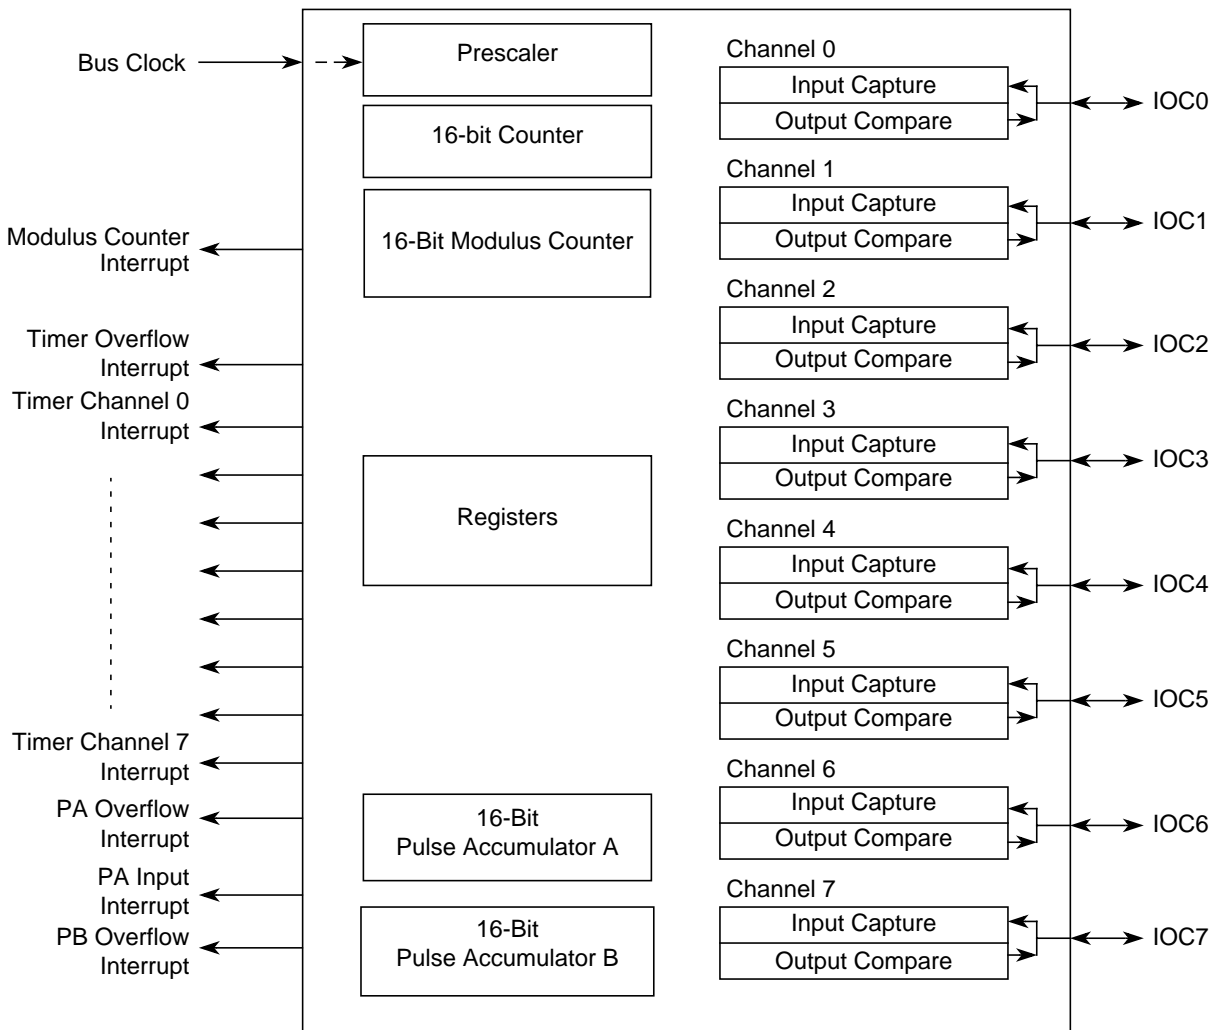 Bus Clock
Modulus Counter
Interrupt
Timer Overflow
Interrupt
Timer Channel 0
Interrupt
Timer Channel 7
Interrupt
PA Overflow
Interrupt
PA Input
Interrupt
PB Overflow
Interrupt
Prescaler
16-bit Counter
16-Bit Modulus Counter
Registers
16-Bit
Pulse Accumulator A
16-Bit
Pulse Accumulator B
Channel 0
Input Capture
Output Compare
IOC0
Channel 1
Input Capture
Output Compare
IOC1
Channel 2
Input Capture
Output Compare
IOC2
Channel 3
Input Capture
Output Compare
IOC3
Channel 4
Input Capture
Output Compare
IOC4
Channel 5
Input Capture
Output Compare
IOC5
Channel 6
Input Capture
Output Compare
IOC6
Channel 7
Input Capture
Output Compare
IOC7